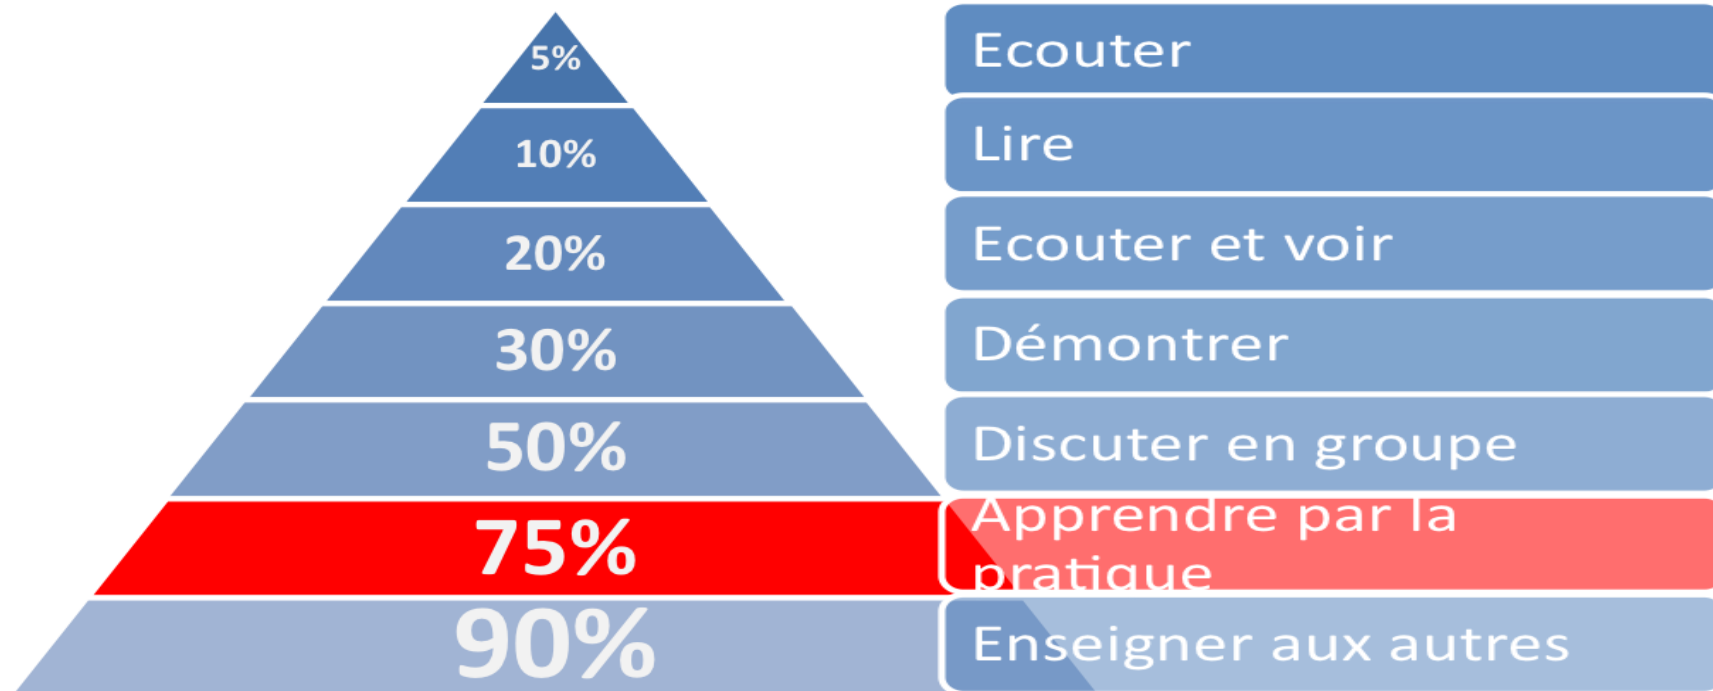 5%
Ecouter
10%
Lire
20%
Ecouter et voir
30%
Démontrer
50%
Discuter en groupe
75%
Apprendre par la
pratique
90%
Enseigner aux autres